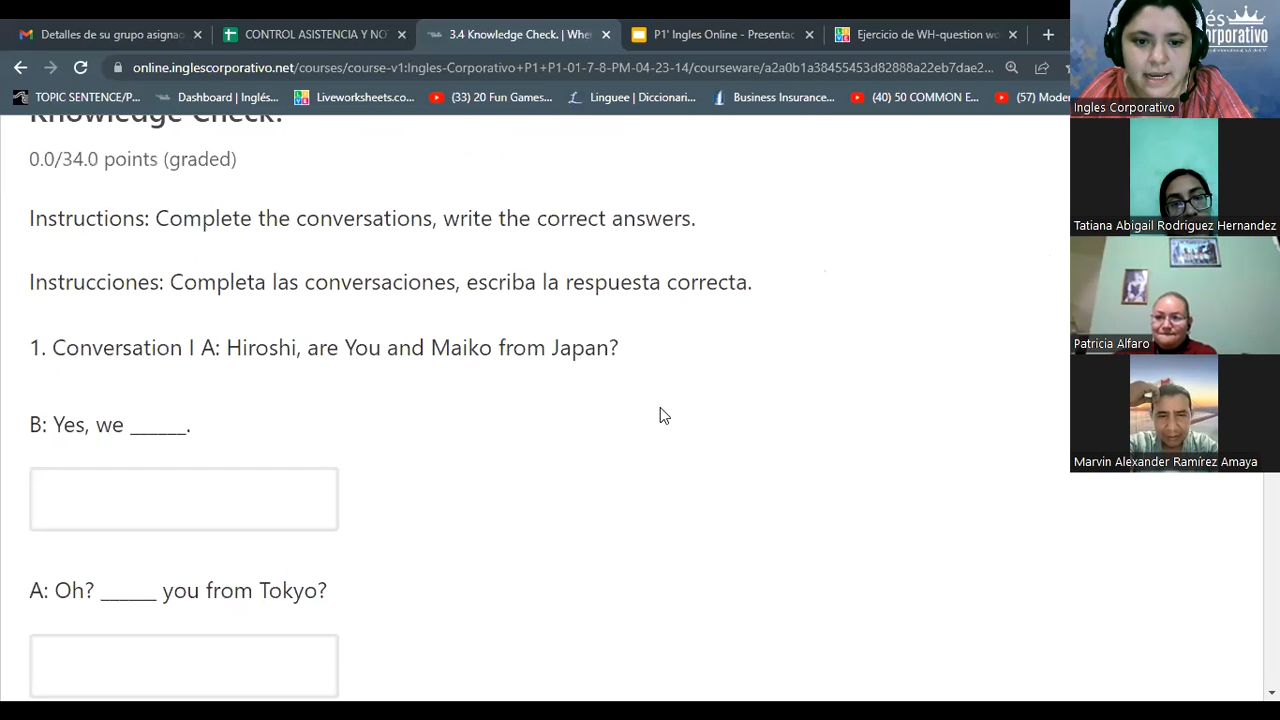 Detalles de su grupo asignac
CONTROL ASISTENCIA Y NO
3.4 Knowledge Check. | Whe
P1' Ingles Online - Presentac
Ejercicio de WH-question wo
online.inglescorporativo.net/courses/course-v1:Ingles-Corporativo+P1+P1-01-7-8-PM-04-23-14/courseware/a2a0b1a38455453d82888a22eb7dae2...
TOPIC SENTENCE/P...
Dashboard | Inglés...
Liveworksheets.co...
(33) 20 Fun Games...
Linguee | Diccionari...
Business Insurance...
(40) 50 COMMON E...
(57) Mode
Knowledge Check.
0.0/34.0 points (graded)
Instructions: Complete the conversations, write the correct answers.
Instrucciones: Completa las conversaciones, escriba la respuesta correcta.
1. Conversation I A: Hiroshi, are You and Maiko from Japan?
B: Yes, we ______.
A: Oh? ______ you from Tokyo?
és
orporativo
Ingles Corporativo
Tatiana Abigail Rodriguez Hernandez
Patricia Alfaro
Marvin Alexander Ramírez Amaya